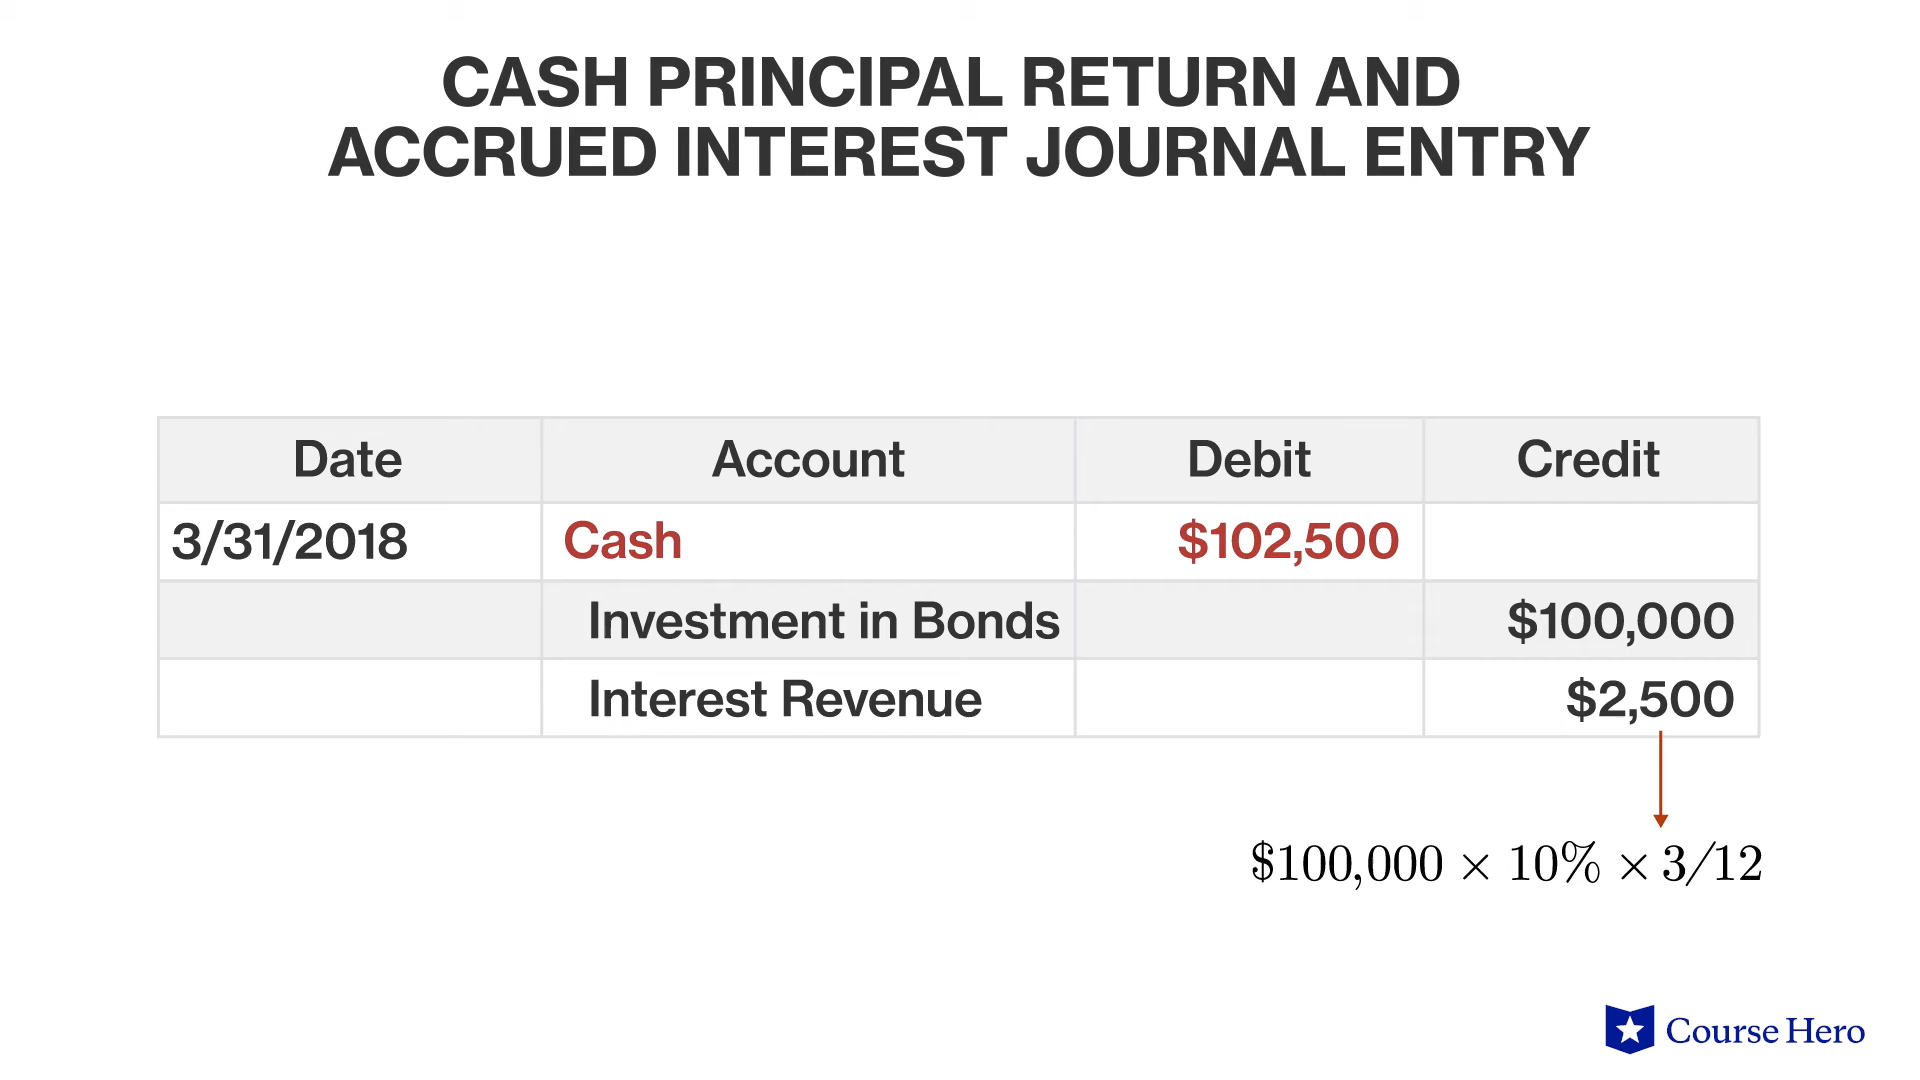 CASH PRINCIPAL RETURN AND
ACCRUED INTEREST JOURNAL ENTRY
Date Account Debit Credit
3/31/2018 Cash $102,500
Investment in Bonds $100,000
Interest Revenue $2,500
$100,000 × 10% × 3/12
Course Hero